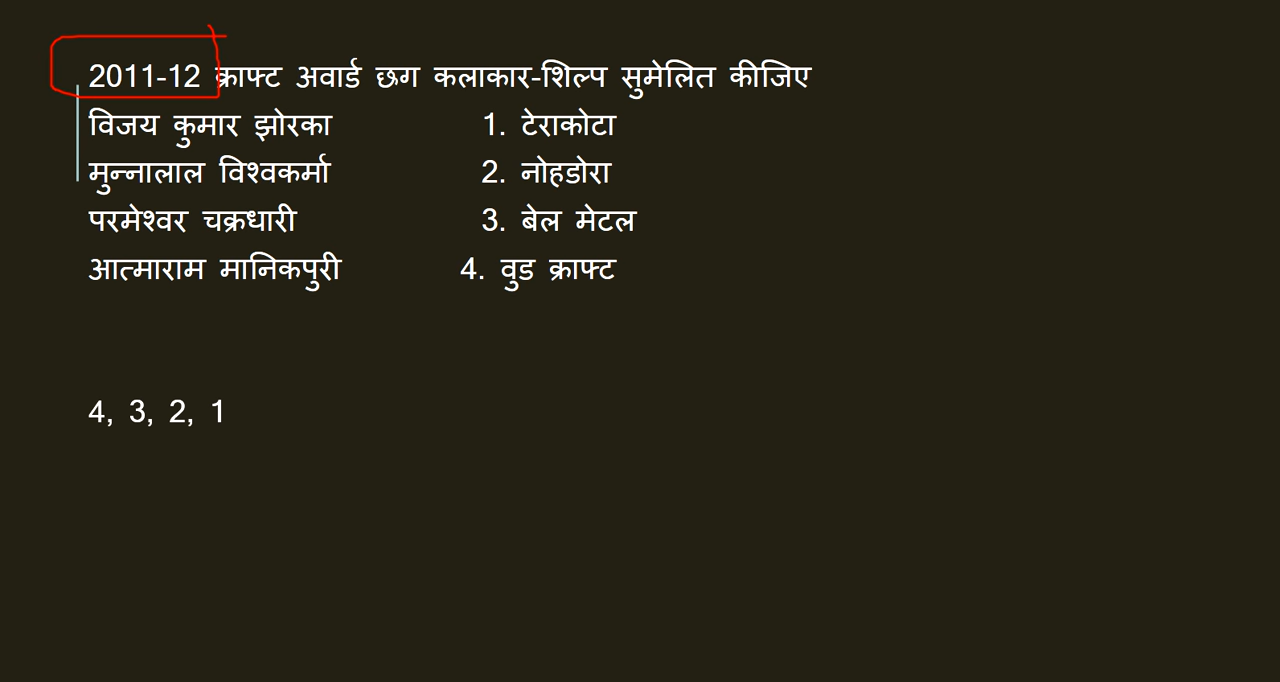 2011-12 क्राफ्ट अवार्ड छग कलाकार-शिल्प सुमेलित कीजिए
विजय कुमार झोरका 1. टेराकोटा
मुन्नालाल विश्वकर्मा 2. नोहडोरा
परमेश्वर चक्रधारी 3. बेल मेटल
आत्माराम मानिकपुरी 4. वुड क्राफ्ट
4, 3, 2, 1